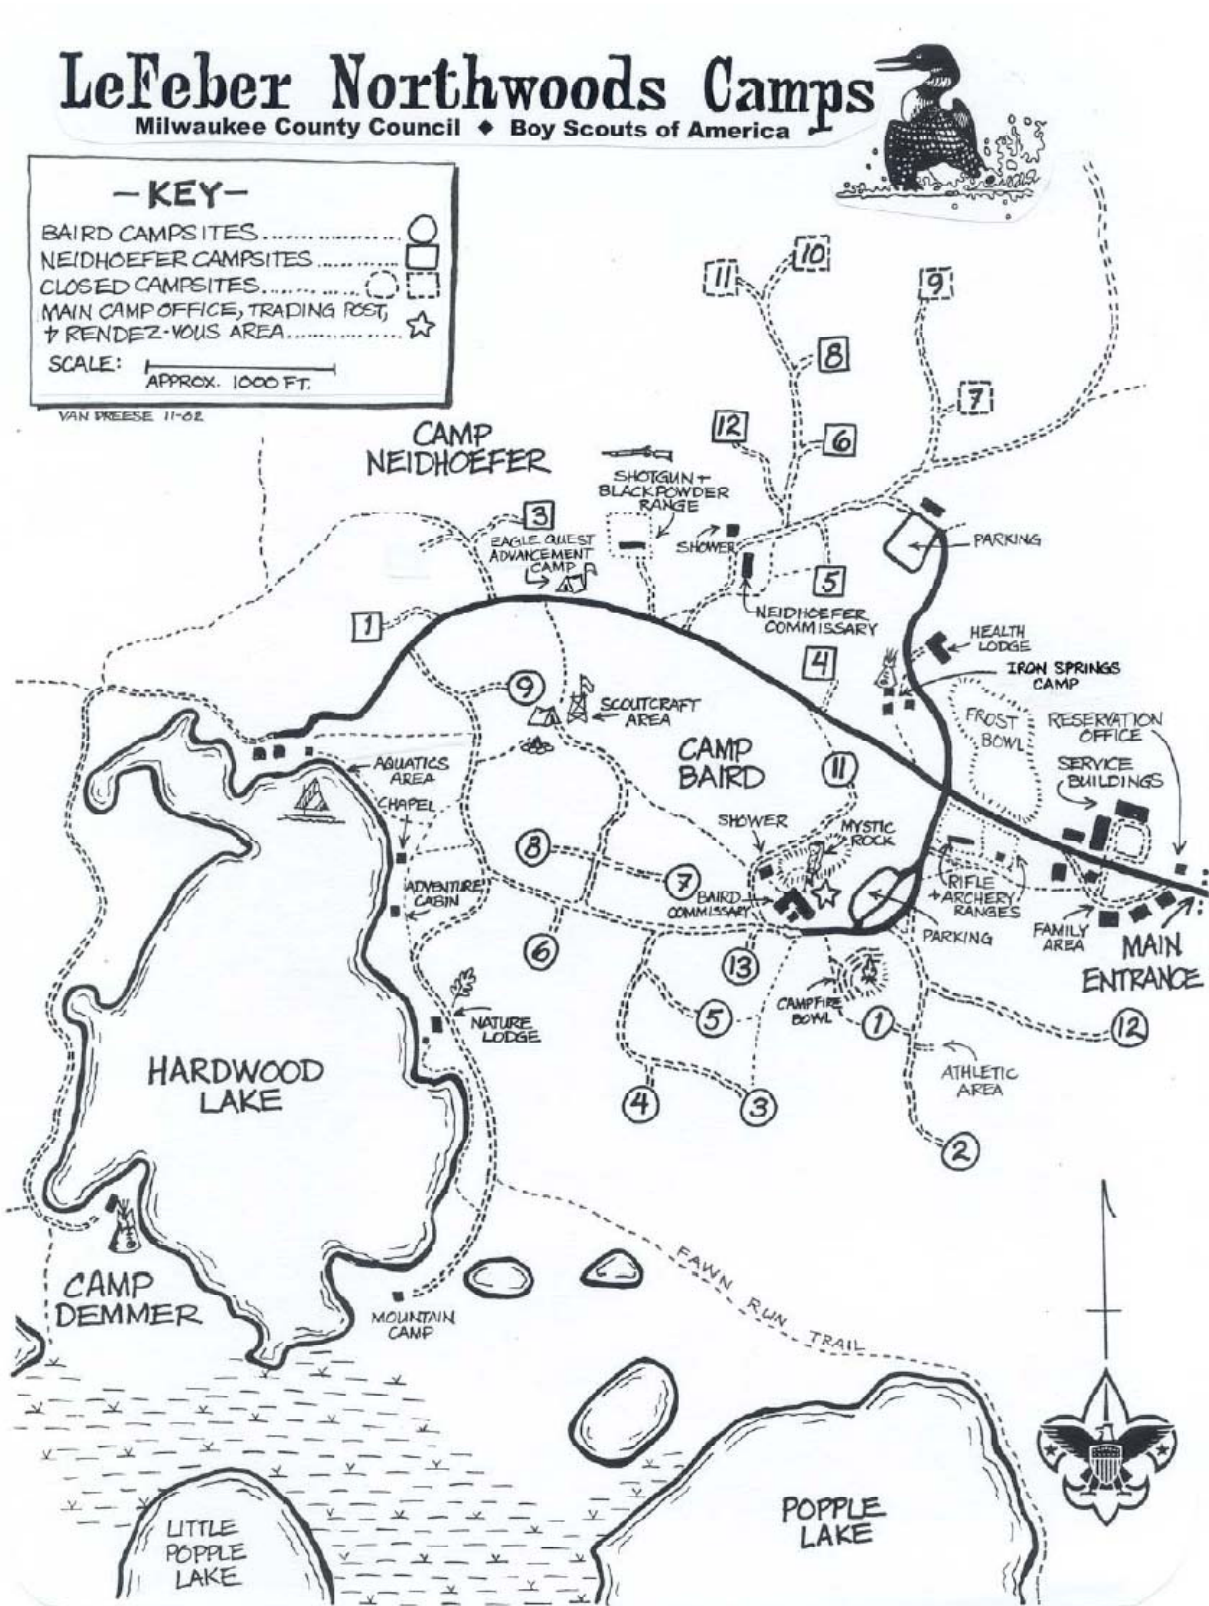 LeFeber Northwoods Camps
Milwaukee County Council ◆ Boy Scouts of America
-KEY-
BAIRD CAMPSITES
NEIDHOEFER CAMPSITES
CLOSED CAMPSITES
MAIN CAMP OFFICE, TRADING POST,
+ RENDEZ-VOUS AREA
SCALE:
APPROX. 1000 FT.
VAN DREESE 11-02
10
11
9
8
7
12
6
CAMP
NEIDHOEFER
SHOTGUN +
BLACKPOWDER
RANGE
3
EAGLE QUEST
ADVANCEMENT
CAMP
SHOWER
PARKING
5
1
NEIDHOEFER
COMMISSARY
HEALTH
LODGE
4
IRON SPRINGS
CAMP
9
SCOUTCRAFT
AREA
FROST
BOWL
RESERVATION
OFFICE
CAMP
BAIRD
11
SERVICE
BUILDINGS
AQUATICS
AREA
CHAPEL
SHOWER
MYSTIC
ROCK
8
7
ADVENTURE
CABIN
BAIRD
COMMISSARY
RIFLE
+ ARCHERY
RANGES
FAMILY
AREA
PARKING
MAIN
ENTRANCE
6
13
CAMPFIRE
BOWL
NATURE
LODGE
5
1
12
HARDWOOD
LAKE
ATHLETIC
AREA
4
3
2
CAMP
DEMMER
MOUNTAIN
CAMP
FAWN RUN TRAIL
POPPLE
LAKE
LITTLE
POPPLE
LAKE